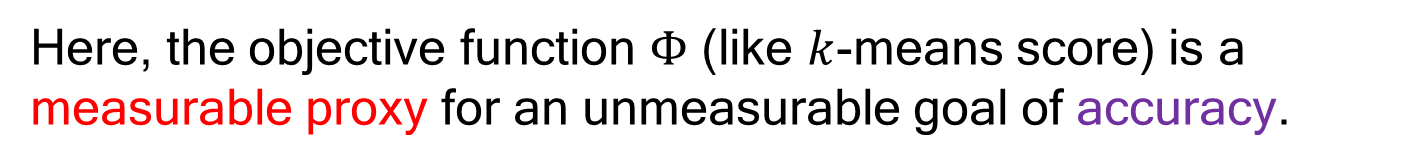 Here, the objective function Φ (like k-means score) is a
measurable proxy for an unmeasurable goal of accuracy.